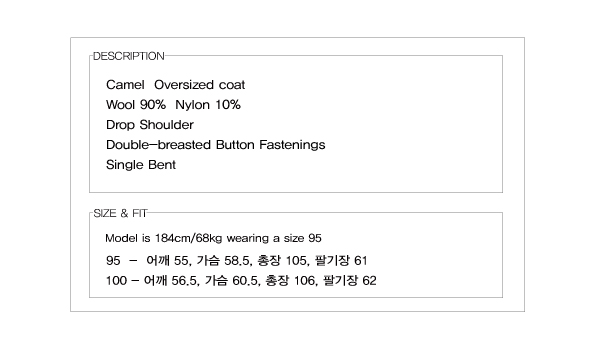 DESCRIPTION
Camel Oversized coat
Wool 90% Nylon 10%
Drop Shoulder
Double-breasted Button Fastenings
Single Bent
SIZE & FIT
Model is 184cm/68kg wearing a size 95
95 - 어깨 55, 가슴 58.5, 총장 105, 팔기장 61
100 - 어깨 56.5, 가슴 60.5, 총장 106, 팔기장 62